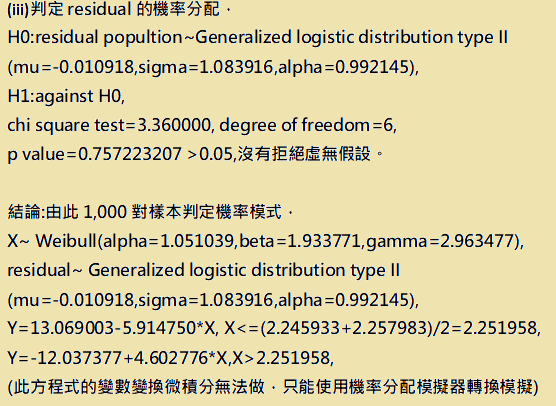 (iii)判定 residual 的機率分配．
H0:residual popultion~Generalized logistic distribution type II
(mu=-0.010918,sigma=1.083916,alpha=0.992145),
H1:against H0,
chi square test=3.360000, degree of freedom=6,
p value=0.757223207 >0.05,沒有拒絕虛無假設。
結論:由此 1,000 對樣本判定機率模式．
X~ Weibull(alpha=1.051039,beta=1.933771,gamma=2.963477),
residual~ Generalized logistic distribution type II
(mu=-0.010918,sigma=1.083916,alpha=0.992145),
Y=13.069003-5.914750*X, X<=(2.245933+2.257983)/2=2.251958,
Y=-12.037377+4.602776*X,X>2.251958,
(此方程式的變數變換微積分無法做，只能使用機率分配模擬器轉換模擬)